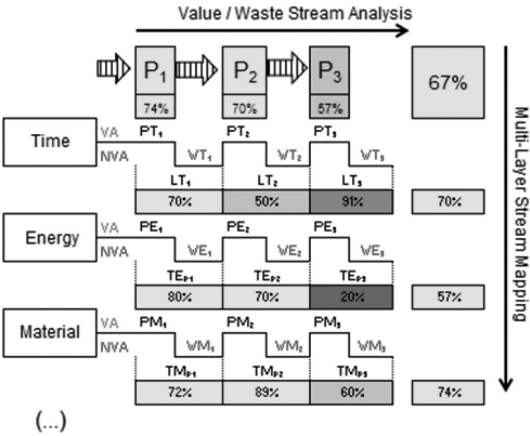 Value / Waste Stream Analysis
P1 P2 P3 67%
74% 70% 57%
Time VA PT1 PT2 PT3
NVA WT1 WT2 WT3
LT1 LT2 LT3
70% 50% 91% 70%
Energy VA PE1 PE2 PE3
NVA WE1 WE2 WE3
TEP1 TEP2 TEP3
80% 70% 20% 57%
Material VA PM1 PM2 PM3
NVA WM1 WM2 WM3
TMP1 TMP2 TMP3
72% 89% 60% 74%
(...)
Multi-Layer Stream Mapping